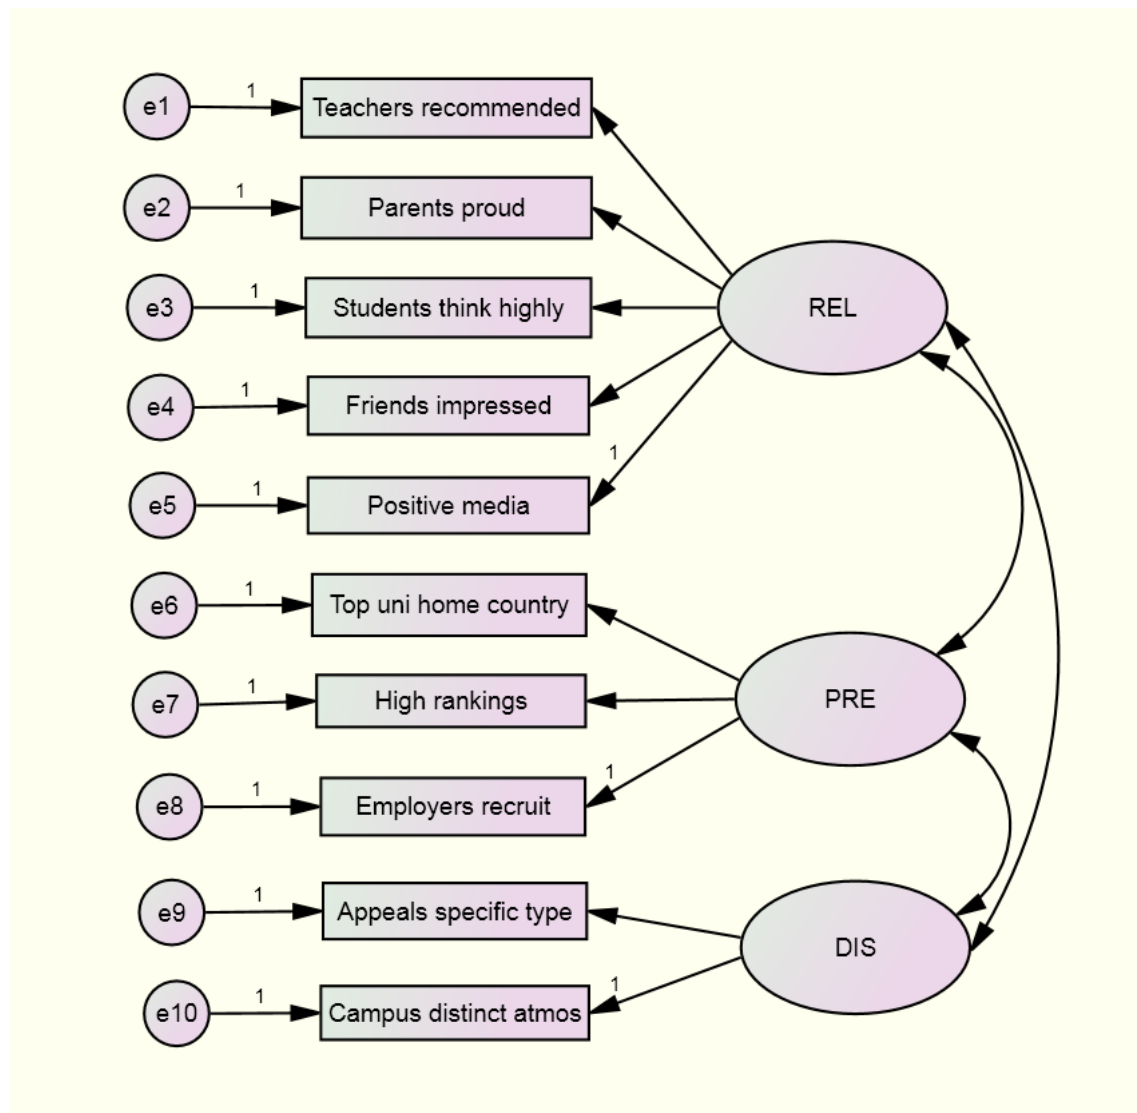 e1 1 Teachers recommended
e2 1 Parents proud
e3 1 Students think highly
REL
e4 1 Friends impressed
1
e5 1 Positive media
e6 1 Top uni home country
e7 1 High rankings
PRE
1
e8 1 Employers recruit
e9 1 Appeals specific type
DIS
1
e10 1 Campus distinct atmos